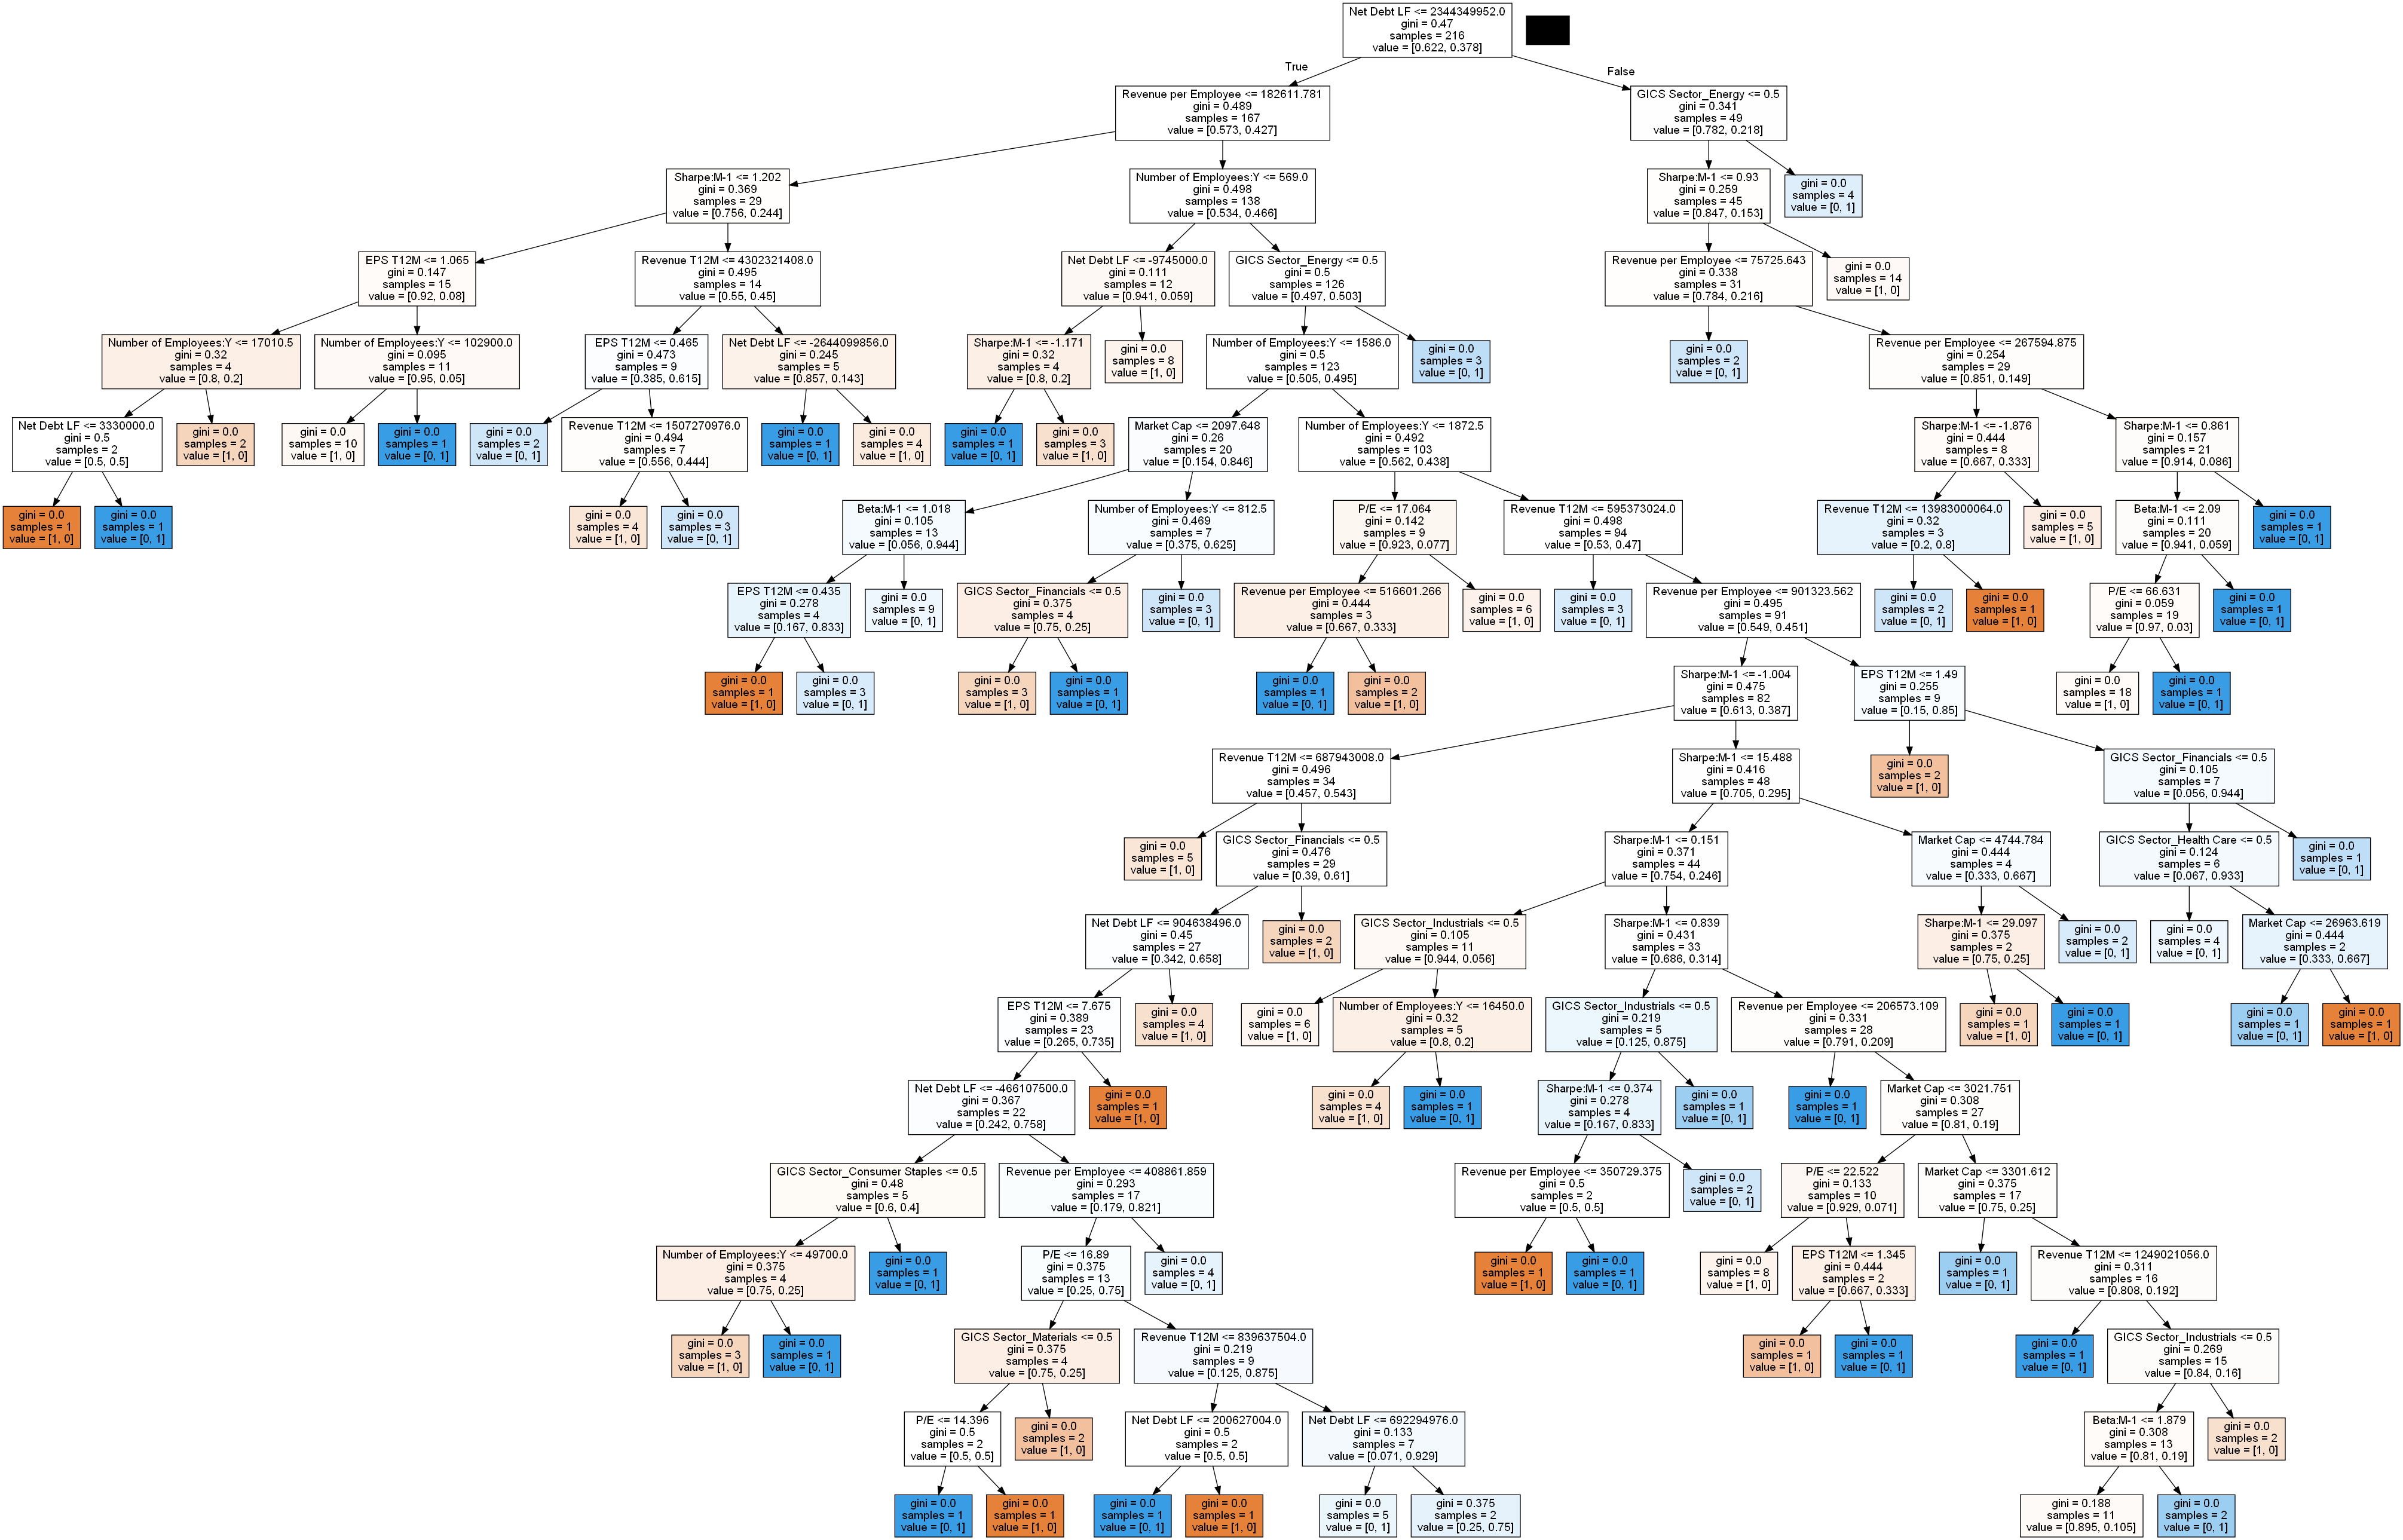 Net Debt LF <= 2344349952.0
gini = 0.47
samples = 216
value = [0.622, 0.378]
True
False
Revenue per Employee <= 182611.781
gini = 0.489
samples = 167
value = [0.573, 0.427]
GICS Sector_Energy <= 0.5
gini = 0.341
samples = 49
value = [0.782, 0.218]
Sharpe:M-1 <= 1.202
gini = 0.369
samples = 29
value = [0.756, 0.244]
Number of Employees:Y <= 569.0
gini = 0.498
samples = 138
value = [0.534, 0.466]
Sharpe:M-1 <= 0.93
gini = 0.259
samples = 45
value = [0.847, 0.153]
gini = 0.0
samples = 4
value = [0, 1]
EPS T12M <= 1.065
gini = 0.147
samples = 15
value = [0.92, 0.08]
Revenue T12M <= 4302321408.0
gini = 0.495
samples = 14
value = [0.55, 0.45]
Net Debt LF <= -9745000.0
gini = 0.111
samples = 12
value = [0.941, 0.059]
GICS Sector_Energy <= 0.5
gini = 0.5
samples = 126
value = [0.497, 0.503]
Revenue per Employee <= 75725.643
gini = 0.338
samples = 31
value = [0.784, 0.216]
gini = 0.0
samples = 14
value = [1, 0]
Number of Employees:Y <= 17010.5
gini = 0.32
samples = 4
value = [0.8, 0.2]
Number of Employees:Y <= 102900.0
gini = 0.095
samples = 11
value = [0.95, 0.05]
EPS T12M <= 0.465
gini = 0.473
samples = 9
value = [0.385, 0.615]
Net Debt LF <= -2644099856.0
gini = 0.245
samples = 5
value = [0.857, 0.143]
Sharpe:M-1 <= -1.171
gini = 0.32
samples = 4
value = [0.8, 0.2]
gini = 0.0
samples = 8
value = [1, 0]
Number of Employees:Y <= 1586.0
gini = 0.5
samples = 123
value = [0.505, 0.495]
gini = 0.0
samples = 3
value = [0, 1]
gini = 0.0
samples = 2
value = [0, 1]
Revenue per Employee <= 267594.875
gini = 0.254
samples = 29
value = [0.851, 0.149]
Net Debt LF <= 3330000.0
gini = 0.5
samples = 2
value = [0.5, 0.5]
gini = 0.0
samples = 2
value = [1, 0]
gini = 0.0
samples = 10
value = [1, 0]
gini = 0.0
samples = 1
value = [0, 1]
gini = 0.0
samples = 2
value = [0, 1]
Revenue T12M <= 1507270976.0
gini = 0.494
samples = 7
value = [0.556, 0.444]
gini = 0.0
samples = 1
value = [0, 1]
gini = 0.0
samples = 4
value = [1, 0]
gini = 0.0
samples = 1
value = [0, 1]
gini = 0.0
samples = 3
value = [1, 0]
Market Cap <= 2097.648
gini = 0.26
samples = 20
value = [0.154, 0.846]
Number of Employees:Y <= 1872.5
gini = 0.492
samples = 103
value = [0.562, 0.438]
Sharpe:M-1 <= -1.876
gini = 0.444
samples = 8
value = [0.667, 0.333]
Sharpe:M-1 <= 0.861
gini = 0.157
samples = 21
value = [0.914, 0.086]
gini = 0.0
samples = 1
value = [1, 0]
gini = 0.0
samples = 1
value = [0, 1]
gini = 0.0
samples = 4
value = [1, 0]
gini = 0.0
samples = 3
value = [0, 1]
Beta:M-1 <= 1.018
gini = 0.105
samples = 13
value = [0.056, 0.944]
Number of Employees:Y <= 812.5
gini = 0.469
samples = 7
value = [0.375, 0.625]
P/E <= 17.064
gini = 0.142
samples = 9
value = [0.923, 0.077]
Revenue T12M <= 595373024.0
gini = 0.498
samples = 94
value = [0.53, 0.47]
Revenue T12M <= 13983000064.0
gini = 0.32
samples = 3
value = [0.2, 0.8]
gini = 0.0
samples = 5
value = [1, 0]
Beta:M-1 <= 2.09
gini = 0.111
samples = 20
value = [0.941, 0.059]
gini = 0.0
samples = 1
value = [0, 1]
EPS T12M <= 0.435
gini = 0.278
samples = 4
value = [0.167, 0.833]
gini = 0.0
samples = 9
value = [0, 1]
GICS Sector_Financials <= 0.5
gini = 0.375
samples = 4
value = [0.75, 0.25]
gini = 0.0
samples = 3
value = [0, 1]
Revenue per Employee <= 516601.266
gini = 0.444
samples = 3
value = [0.667, 0.333]
gini = 0.0
samples = 6
value = [1, 0]
gini = 0.0
samples = 3
value = [0, 1]
Revenue per Employee <= 901323.562
gini = 0.495
samples = 91
value = [0.549, 0.451]
gini = 0.0
samples = 2
value = [0, 1]
gini = 0.0
samples = 1
value = [1, 0]
P/E <= 66.631
gini = 0.059
samples = 19
value = [0.97, 0.03]
gini = 0.0
samples = 1
value = [0, 1]
gini = 0.0
samples = 1
value = [1, 0]
gini = 0.0
samples = 3
value = [0, 1]
gini = 0.0
samples = 3
value = [1, 0]
gini = 0.0
samples = 1
value = [0, 1]
gini = 0.0
samples = 1
value = [0, 1]
gini = 0.0
samples = 2
value = [1, 0]
Sharpe:M-1 <= -1.004
gini = 0.475
samples = 82
value = [0.613, 0.387]
EPS T12M <= 1.49
gini = 0.255
samples = 9
value = [0.15, 0.85]
gini = 0.0
samples = 18
value = [1, 0]
gini = 0.0
samples = 1
value = [0, 1]
Revenue T12M <= 687943008.0
gini = 0.496
samples = 34
value = [0.457, 0.543]
Sharpe:M-1 <= 15.488
gini = 0.416
samples = 48
value = [0.705, 0.295]
gini = 0.0
samples = 2
value = [1, 0]
GICS Sector_Financials <= 0.5
gini = 0.105
samples = 7
value = [0.056, 0.944]
gini = 0.0
samples = 5
value = [1, 0]
GICS Sector_Financials <= 0.5
gini = 0.476
samples = 29
value = [0.39, 0.61]
Sharpe:M-1 <= 0.151
gini = 0.371
samples = 44
value = [0.754, 0.246]
Market Cap <= 4744.784
gini = 0.444
samples = 4
value = [0.333, 0.667]
GICS Sector_Health Care <= 0.5
gini = 0.124
samples = 6
value = [0.067, 0.933]
gini = 0.0
samples = 1
value = [0, 1]
Net Debt LF <= 904638496.0
gini = 0.45
samples = 27
value = [0.342, 0.658]
gini = 0.0
samples = 2
value = [1, 0]
GICS Sector_Industrials <= 0.5
gini = 0.105
samples = 11
value = [0.944, 0.056]
Sharpe:M-1 <= 0.839
gini = 0.431
samples = 33
value = [0.686, 0.314]
Sharpe:M-1 <= 29.097
gini = 0.375
samples = 2
value = [0.75, 0.25]
gini = 0.0
samples = 2
value = [0, 1]
gini = 0.0
samples = 4
value = [0, 1]
Market Cap <= 26963.619
gini = 0.444
samples = 2
value = [0.333, 0.667]
EPS T12M <= 7.675
gini = 0.389
samples = 23
value = [0.265, 0.735]
gini = 0.0
samples = 4
value = [1, 0]
gini = 0.0
samples = 6
value = [1, 0]
Number of Employees:Y <= 16450.0
gini = 0.32
samples = 5
value = [0.8, 0.2]
GICS Sector_Industrials <= 0.5
gini = 0.219
samples = 5
value = [0.125, 0.875]
Revenue per Employee <= 206573.109
gini = 0.331
samples = 28
value = [0.791, 0.209]
gini = 0.0
samples = 1
value = [1, 0]
gini = 0.0
samples = 1
value = [0, 1]
gini = 0.0
samples = 1
value = [0, 1]
gini = 0.0
samples = 1
value = [1, 0]
Net Debt LF <= -466107500.0
gini = 0.367
samples = 22
value = [0.242, 0.758]
gini = 0.0
samples = 1
value = [1, 0]
gini = 0.0
samples = 4
value = [1, 0]
gini = 0.0
samples = 1
value = [0, 1]
Sharpe:M-1 <= 0.374
gini = 0.278
samples = 4
value = [0.167, 0.833]
gini = 0.0
samples = 1
value = [0, 1]
gini = 0.0
samples = 1
value = [0, 1]
Market Cap <= 3021.751
gini = 0.308
samples = 27
value = [0.81, 0.19]
GICS Sector_Consumer Staples <= 0.5
gini = 0.48
samples = 5
value = [0.6, 0.4]
Revenue per Employee <= 408861.859
gini = 0.293
samples = 17
value = [0.179, 0.821]
Revenue per Employee <= 350729.375
gini = 0.5
samples = 2
value = [0.5, 0.5]
gini = 0.0
samples = 2
value = [0, 1]
P/E <= 22.522
gini = 0.133
samples = 10
value = [0.929, 0.071]
Market Cap <= 3301.612
gini = 0.375
samples = 17
value = [0.75, 0.25]
Number of Employees:Y <= 49700.0
gini = 0.375
samples = 4
value = [0.75, 0.25]
gini = 0.0
samples = 1
value = [0, 1]
P/E <= 16.89
gini = 0.375
samples = 13
value = [0.25, 0.75]
gini = 0.0
samples = 4
value = [0, 1]
gini = 0.0
samples = 1
value = [1, 0]
gini = 0.0
samples = 1
value = [0, 1]
gini = 0.0
samples = 8
value = [1, 0]
EPS T12M <= 1.345
gini = 0.444
samples = 2
value = [0.667, 0.333]
gini = 0.0
samples = 1
value = [0, 1]
Revenue T12M <= 1249021056.0
gini = 0.311
samples = 16
value = [0.808, 0.192]
gini = 0.0
samples = 3
value = [1, 0]
gini = 0.0
samples = 1
value = [0, 1]
GICS Sector_Materials <= 0.5
gini = 0.375
samples = 4
value = [0.75, 0.25]
Revenue T12M <= 839637504.0
gini = 0.219
samples = 9
value = [0.125, 0.875]
gini = 0.0
samples = 1
value = [1, 0]
gini = 0.0
samples = 1
value = [0, 1]
gini = 0.0
samples = 1
value = [0, 1]
GICS Sector_Industrials <= 0.5
gini = 0.269
samples = 15
value = [0.84, 0.16]
P/E <= 14.396
gini = 0.5
samples = 2
value = [0.5, 0.5]
gini = 0.0
samples = 2
value = [1, 0]
Net Debt LF <= 200627004.0
gini = 0.5
samples = 2
value = [0.5, 0.5]
Net Debt LF <= 692294976.0
gini = 0.133
samples = 7
value = [0.071, 0.929]
Beta:M-1 <= 1.879
gini = 0.308
samples = 13
value = [0.81, 0.19]
gini = 0.0
samples = 2
value = [1, 0]
gini = 0.0
samples = 1
value = [0, 1]
gini = 0.0
samples = 1
value = [1, 0]
gini = 0.0
samples = 1
value = [0, 1]
gini = 0.0
samples = 1
value = [1, 0]
gini = 0.0
samples = 5
value = [0, 1]
gini = 0.375
samples = 2
value = [0.25, 0.75]
gini = 0.188
samples = 11
value = [0.895, 0.105]
gini = 0.0
samples = 2
value = [0, 1]